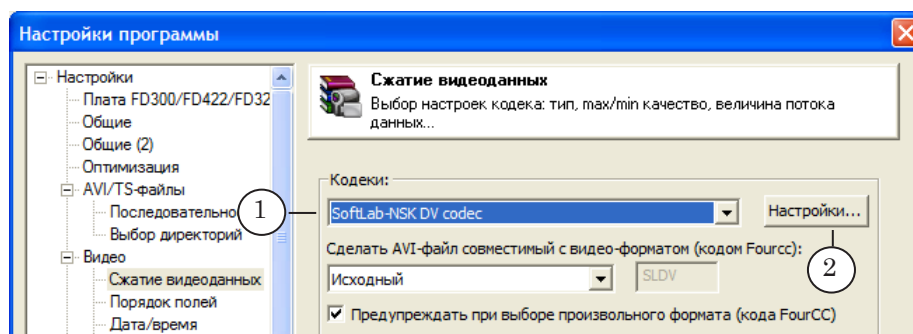 Настройки программы
Настройки
Плата FD300/FD422/FD32
Общие
Общие (2)
Оптимизация
AVI/TS-файлы
Последовательно
Выбор директорий
Видео
Сжатие видеоданных
Порядок полей
Дата/время
Сжатие видеоданных
Выбор настроек кодека: тип, max/min качество, величина потока
данных...
Кодеки:
1
SoftLab-NSK DV codec
Настройки...
2
Сделать AVI-файл совместимый с видео-форматом (кодом Fourcc):
Исходный
SLDV
Предупреждать при выборе произвольного формата (кода FourCC)